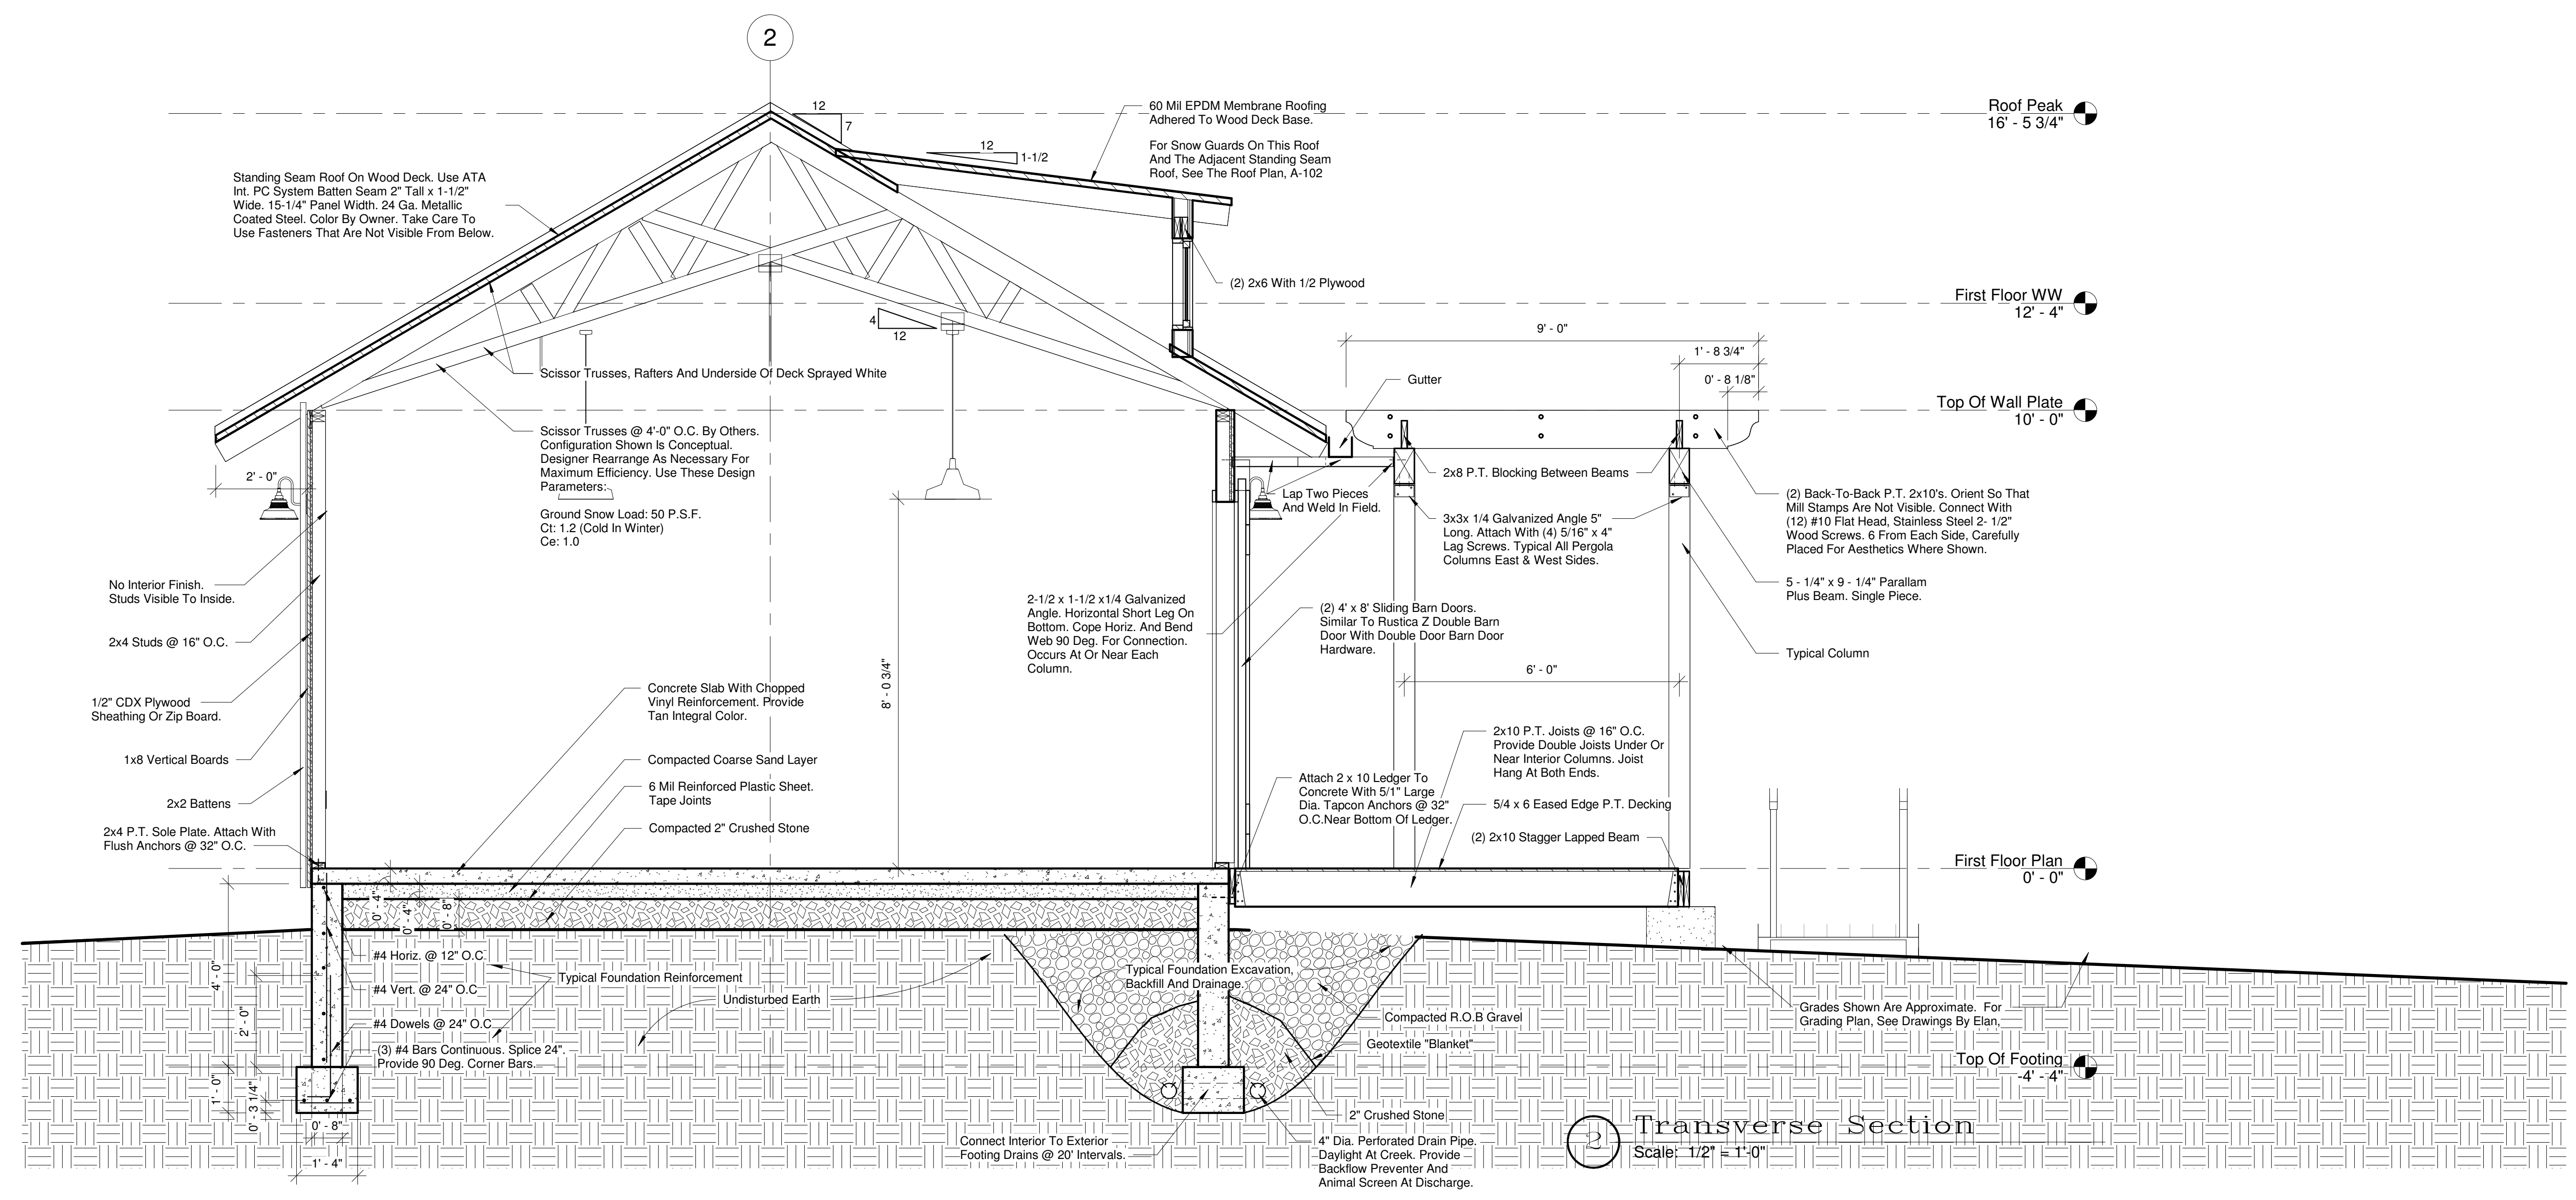 2
12
7
60 Mil EPDM Membrane Roofing
Adhered To Wood Deck Base.
For Snow Guards On This Roof
And The Adjacent Standing Seam
Roof, See The Roof Plan, A-102
12
1-1/2
Roof Peak
16' - 5 3/4"
Standing Seam Roof On Wood Deck. Use ATA
Int. PC System Batten Seam 2" Tall x 1-1/2"
Wide. 15-1/4" Panel Width. 24 Ga. Metallic
Coated Steel. Color By Owner. Take Care To
Use Fasteners That Are Not Visible From Below.
(2) 2x6 With 1/2 Plywood
First Floor WW
12' - 4"
4
12
9' - 0"
1' - 8 3/4"
0' - 8 1/8"
Scissor Trusses, Rafters And Underside Of Deck Sprayed White
Gutter
Top Of Wall Plate
10' - 0"
Scissor Trusses @ 4'-0" O.C. By Others.
Configuration Shown Is Conceptual.
Designer Rearrange As Necessary For
Maximum Efficiency. Use These Design
Parameters:
Ground Snow Load: 50 P.S.F.
Ct: 1.2 (Cold In Winter)
Ce: 1.0
2' - 0"
Lap Two Pieces
And Weld In Field.
2x8 P.T. Blocking Between Beams
3x3x 1/4 Galvanized Angle 5"
Long. Attach With (4) 5/16" x 4"
Lag Screws. Typical All Pergola
Columns East & West Sides.
(2) Back-To-Back P.T. 2x10's. Orient So That
Mill Stamps Are Not Visible. Connect With
(12) #10 Flat Head, Stainless Steel 2- 1/2"
Wood Screws. 6 From Each Side, Carefully
Placed For Aesthetics Where Shown.
5 - 1/4" x 9 - 1/4" Parallam
Plus Beam. Single Piece.
Typical Column
No Interior Finish.
Studs Visible To Inside.
2x4 Studs @ 16" O.C.
1/2" CDX Plywood
Sheathing Or Zip Board.
1x8 Vertical Boards
2x2 Battens
2x4 P.T. Sole Plate. Attach With
Flush Anchors @ 32" O.C.
2-1/2 x 1-1/2 x1/4 Galvanized
Angle. Horizontal Short Leg On
Bottom. Cope Horiz. And Bend
Web 90 Deg. For Connection.
Occurs At Or Near Each
Column.
(2) 4' x 8' Sliding Barn Doors.
Similar To Rustica Z Double Barn
Door With Double Door Barn Door
Hardware.
6' - 0"
8' - 0 3/4"
Concrete Slab With Chopped
Vinyl Reinforcement. Provide
Tan Integral Color.
Compacted Coarse Sand Layer
6 Mil Reinforced Plastic Sheet.
Tape Joints
Compacted 2" Crushed Stone
Attach 2 x 10 Ledger To
Concrete With 5/1" Large
Dia. Tapcon Anchors @ 32"
O.C.Near Bottom Of Ledger.
2x10 P.T. Joists @ 16" O.C.
Provide Double Joists Under Or
Near Interior Columns. Joist
Hang At Both Ends.
5/4 x 6 Eased Edge P.T. Decking
(2) 2x10 Stagger Lapped Beam
First Floor Plan
0' - 0"
0' - 4"
0' - 4"
0' - 8"
4' - 0"
2' - 0"
1' - 0"
0' - 3 1/4"
0' - 8"
1' - 4"
#4 Horiz. @ 12" O.C
#4 Vert. @ 24" O.C
#4 Dowels @ 24" O.C
(3) #4 Bars Continuous. Splice 24".
Provide 90 Deg. Corner Bars.
Typical Foundation Reinforcement
Undisturbed Earth
Typical Foundation Excavation,
Backfill And Drainage.
Compacted R.O.B Gravel
Geotextile "Blanket"
2" Crushed Stone
Connect Interior To Exterior
Footing Drains @ 20' Intervals.
4" Dia. Perforated Drain Pipe.
Daylight At Creek. Provide
Backflow Preventer And
Animal Screen At Discharge.
Grades Shown Are Approximate. For
Grading Plan, See Drawings By Elan,
Top Of Footing
-4' - 4"
2
Transverse Section
Scale: 1/2" = 1'-0"